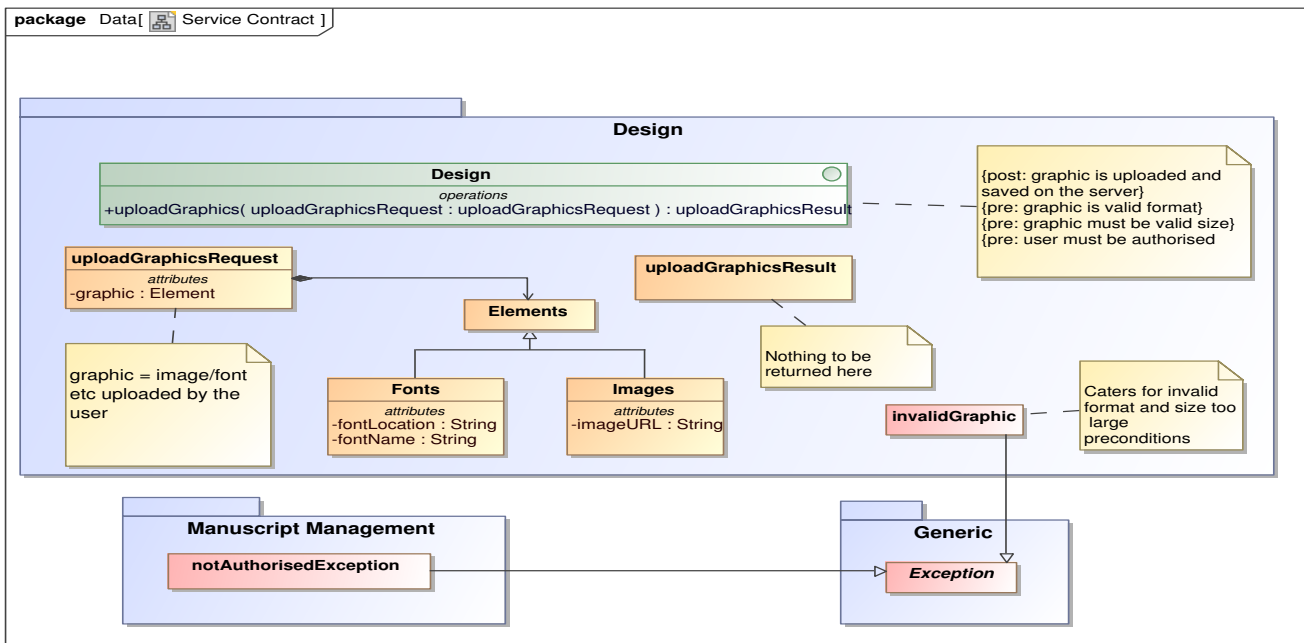 package Data[ Service Contract ]
Design
Design
operations
+uploadGraphics( uploadGraphicsRequest : uploadGraphicsRequest ) : uploadGraphicsResult
{post: graphic is uploaded and
saved on the server}
{pre: graphic is valid format}
{pre: graphic must be valid size}
{pre: user must be authorised
uploadGraphicsRequest
attributes
-graphic : Element
uploadGraphicsResult
Elements
Nothing to be
returned here
graphic = image/font
etc uploaded by the
user
Fonts
attributes
-fontLocation : String
-fontName : String
Images
attributes
-imageURL : String
invalidGraphic
Caters for invalid
format and size too
large
preconditions
Manuscript Management
notAuthorisedException
Generic
Exception